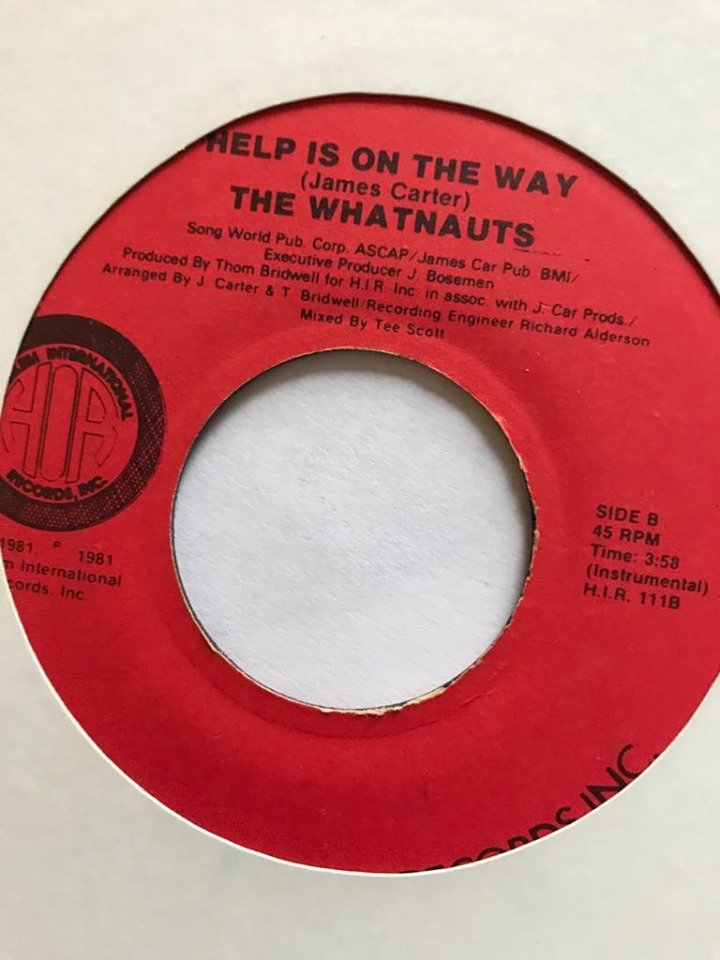 HELP IS ON THE WAY
(James Carter)
THE WHATNAUTS
Song World Pub. Corp. ASCAP/James Car Pub. BMI/
Executive Producer J. Boseman
Produced By Thom Bridwell for H.I.R. Inc. in assoc. with J. Car Prods./
Arranged By J. Carter & T. Bridwell/Recording Engineer Richard Alderson
Mixed By Tee Scott
INTERNATIONAL
HIR
RECORDS, INC.
SIDE B
45 RPM
Time: 3:58
(Instrumental)
H.I.R. 111B
1981 ℗ 1981
m International
cords. Inc.
ECORDS INC.